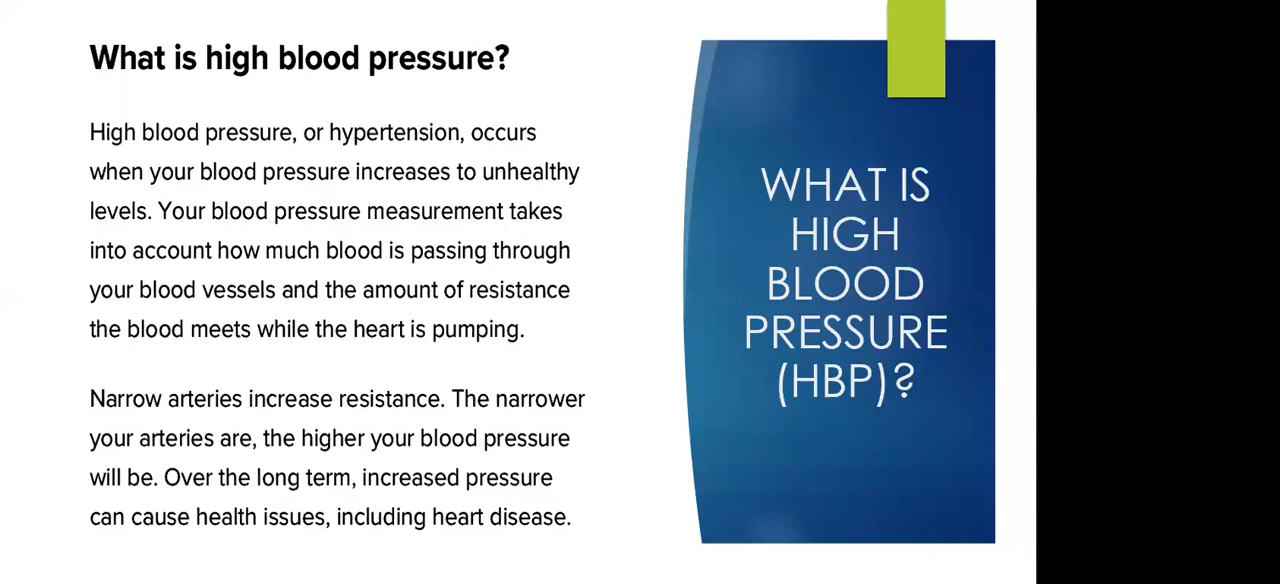 What is high blood pressure?
High blood pressure, or hypertension, occurs
when your blood pressure increases to unhealthy
levels. Your blood pressure measurement takes
into account how much blood is passing through
your blood vessels and the amount of resistance
the blood meets while the heart is pumping.
Narrow arteries increase resistance. The narrower
your arteries are, the higher your blood pressure
will be. Over the long term, increased pressure
can cause health issues, including heart disease.
WHAT IS
HIGH
BLOOD
PRESSURE
(HBP)?